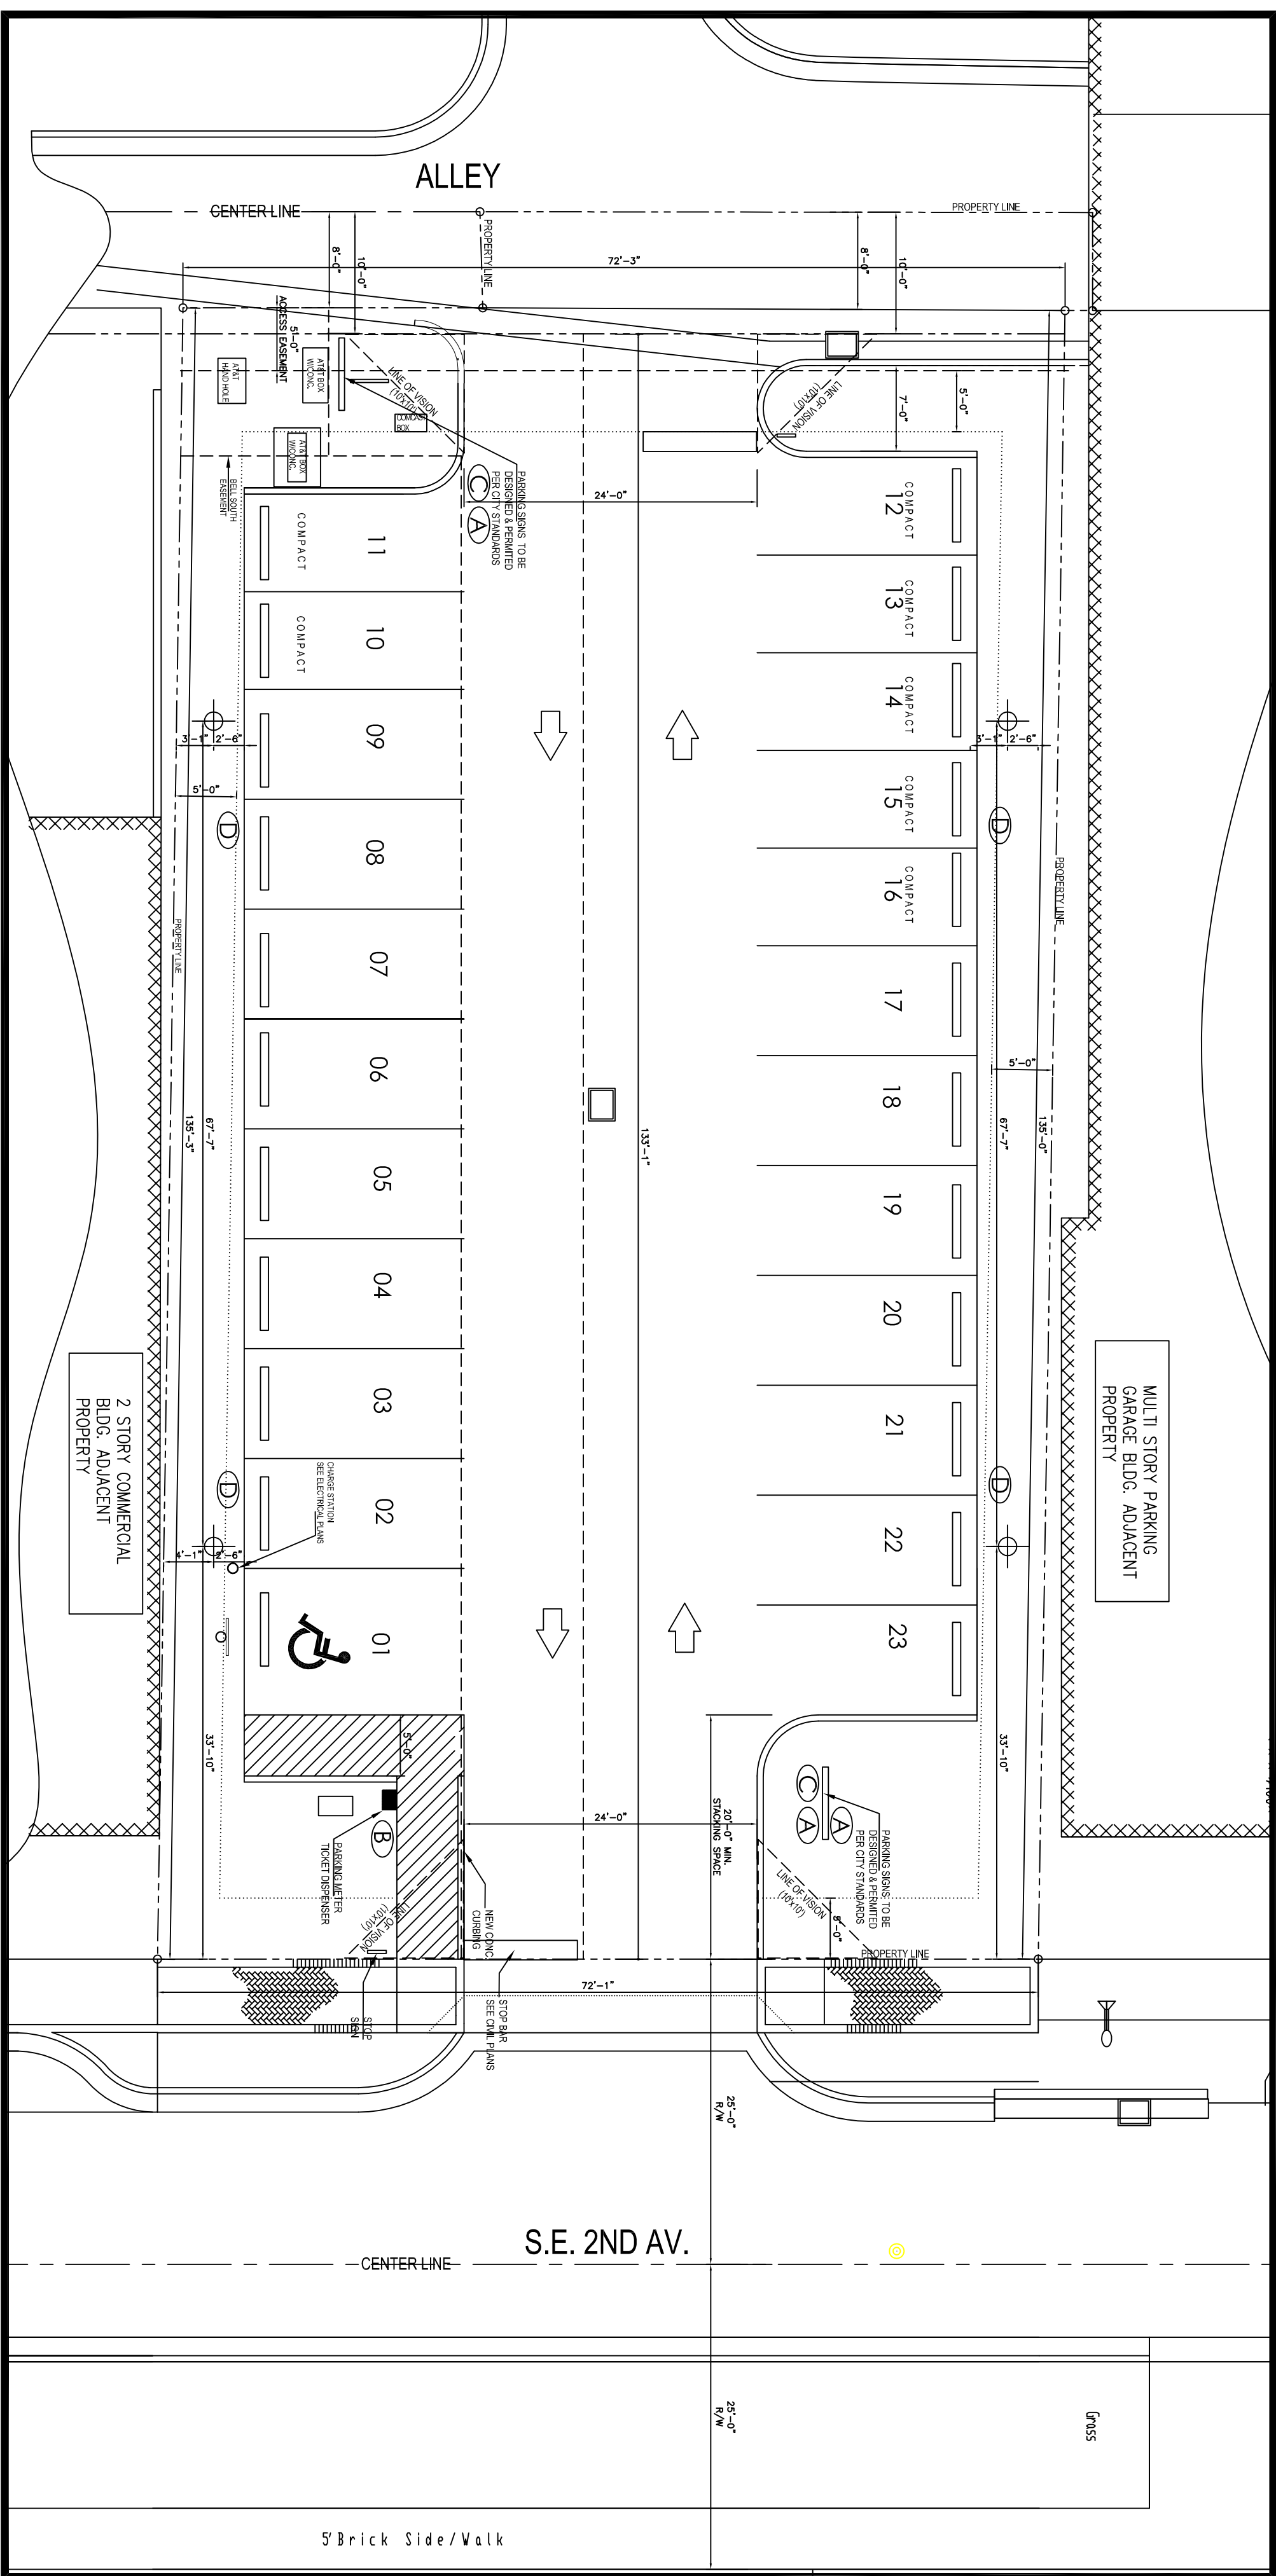 ALLEY
CENTER LINE
PROPERTY LINE
PROPERTY LINE
8'-0"
10'-0"
72'-3"
8'-0"
10'-0"
5'-0"
ACCESS EASEMENT
AT&T
HAND HOLE
AT&T BOX
W/CONC.
AT&T BOX
W/CONC.
COMCAST
BOX
LINE OF VISION
(10'X10')
LINE OF VISION
(10'X10')
7'-0"
5'-0"
BELL SOUTH
EASEMENT
PARKING SIGNS TO BE
DESIGNED & PERMITED
PER CITY STANDARDS
C
A
24'-0"
COMPACT
11
COMPACT
10
09
08
07
06
05
04
03
02
01
12
COMPACT
13
COMPACT
14
COMPACT
15
COMPACT
16
COMPACT
17
18
19
20
21
22
23
3'-1"
2'-6"
5'-0"
D
PROPERTY LINE
3'-1"
2'-6"
D
PROPERTY LINE
5'-0"
135'-3"
67'-7"
133'-1"
67'-7"
135'-0"
2 STORY COMMERCIAL
BLDG. ADJACENT
PROPERTY
MULTI STORY PARKING
GARAGE BLDG. ADJACENT
PROPERTY
D
D
4'-1"
2'-6"
CHARGE STATION
SEE ELECTRICAL PLANS
33'-10"
33'-10"
5'-0"
B
PARKING METER
TICKET DISPENSER
24'-0"
20'-0" MIN.
STACKING SPACE
C
A
A
PARKING SIGNS. TO BE
DESIGNED & PERMITED
PER CITY STANDARDS
LINE OF VISION
(10'X10')
LINE OF VISION
(10'X10')
NEW CONC.
CURBING
5'-0"
PROPERTY LINE
72'-1"
STOP
SIGN
STOP BAR
SEE CIVIL PLANS
25'-0"
R/W
S.E. 2ND AV.
CENTER LINE
25'-0"
R/W
Grass
5'Brick Side/Walk